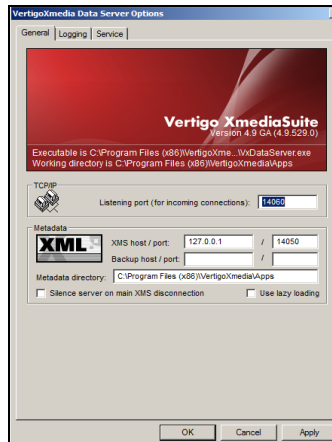 VertigoXmedia Data Server Options
General Logging Service
Vertigo XmediaSuite
Version 4.9 GA (4.9.529.0)
Executable is C:\Program Files (x86)\VertigoXme...\VxDataServer.exe
Working directory is C:\Program Files (x86)\VertigoXmedia\Apps
TCP/IP
Listening port (for incoming connections): 14060
Metadata
XML XMS host / port: 127.0.0.1 / 14050
Backup host / port: /
Metadata directory: C:\Program Files (x86)\VertigoXmedia\Apps
Silence server on main XMS disconnection Use lazy loading
OK Cancel Apply